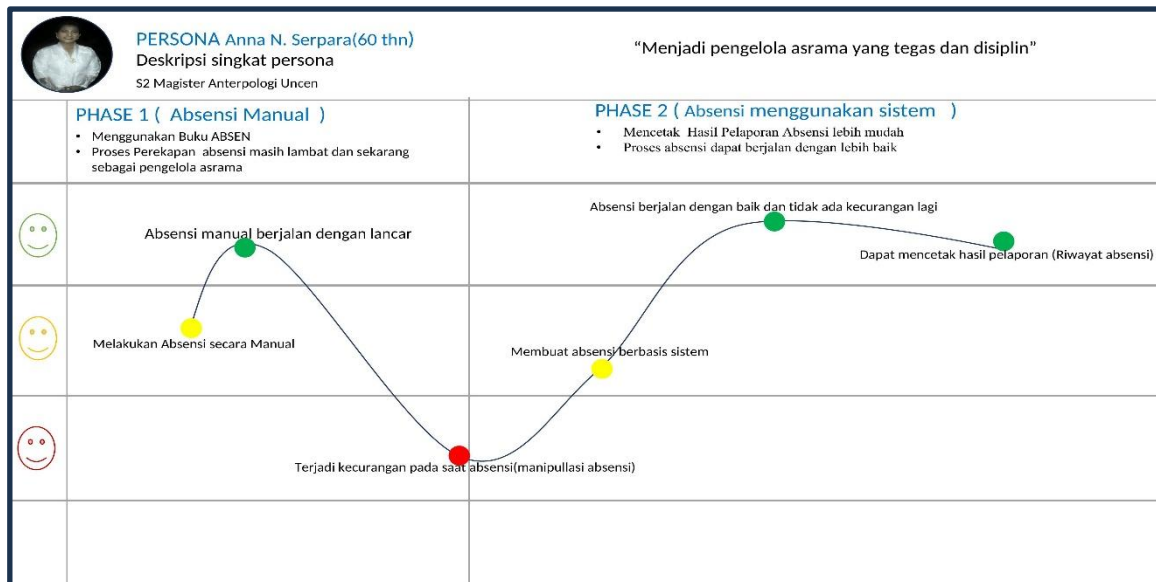 PERSONA Anna N. Serpara(60 thn)
Deskripsi singkat persona
S2 Magister Anterpologi Uncen
“Menjadi pengelola asrama yang tegas dan disiplin”
PHASE 1 ( Absensi Manual )
• Menggunakan Buku ABSEN
• Proses Perekapan absensi masih lambat dan sekarang
sebagai pengelola asrama
PHASE 2 ( Absensi menggunakan sistem )
• Mencetak Hasil Pelaporan Absensi lebih mudah
• Proses absensi dapat berjalan dengan lebih baik
Absensi manual berjalan dengan lancar
Absensi berjalan dengan baik dan tidak ada kecurangan lagi
Dapat mencetak hasil pelaporan (Riwayat absensi)
Melakukan Absensi secara Manual
Membuat absensi berbasis sistem
Terjadi kecurangan pada saat absensi(manipullasi absensi)